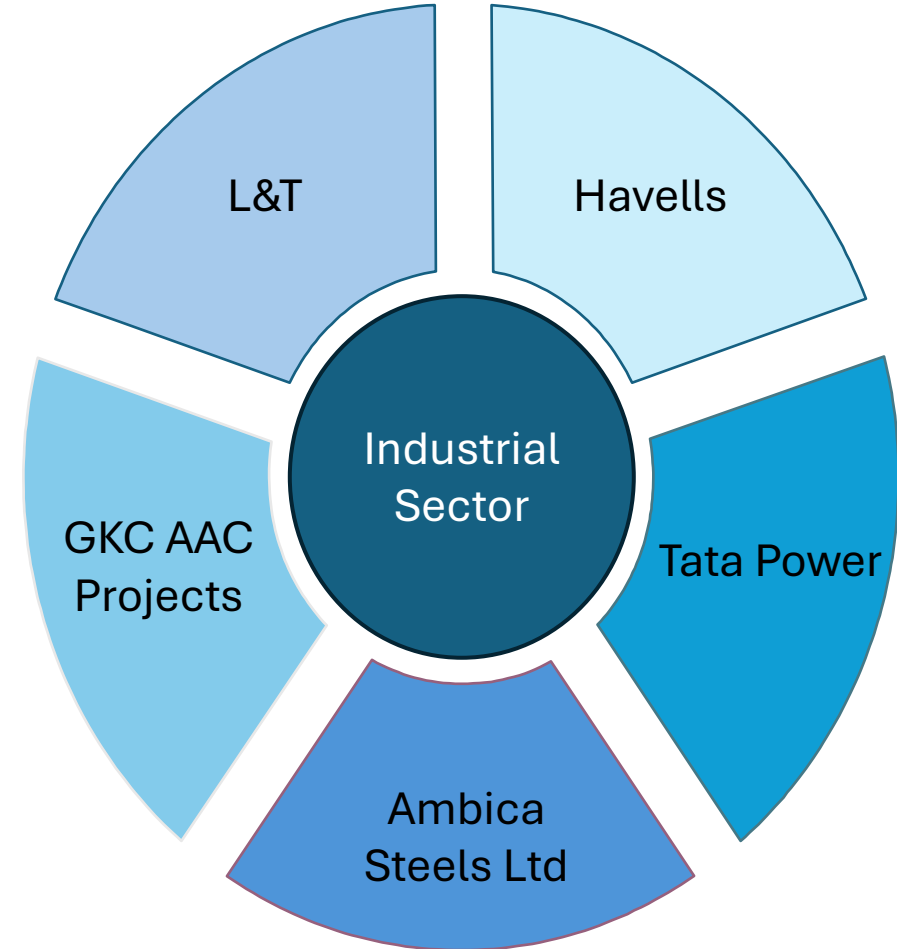 L&T
Havells
Industrial
Sector
GKC AAC
Projects
Tata Power
Ambica
Steels Ltd